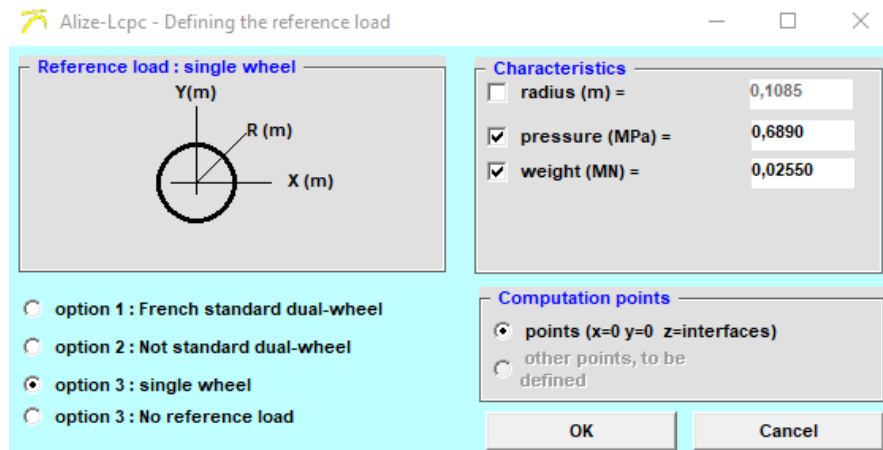 Alize-Lcpc - Defining the reference load
Reference load : single wheel
Y(m)
R (m)
X (m)
Characteristics
radius (m) = 0,1085
pressure (MPa) = 0,6890
weight (MN) = 0,02550
option 1 : French standard dual-wheel
option 2 : Not standard dual-wheel
option 3 : single wheel
option 3 : No reference load
Computation points
points (x=0 y=0 z=interfaces)
other points, to be
defined
OK Cancel